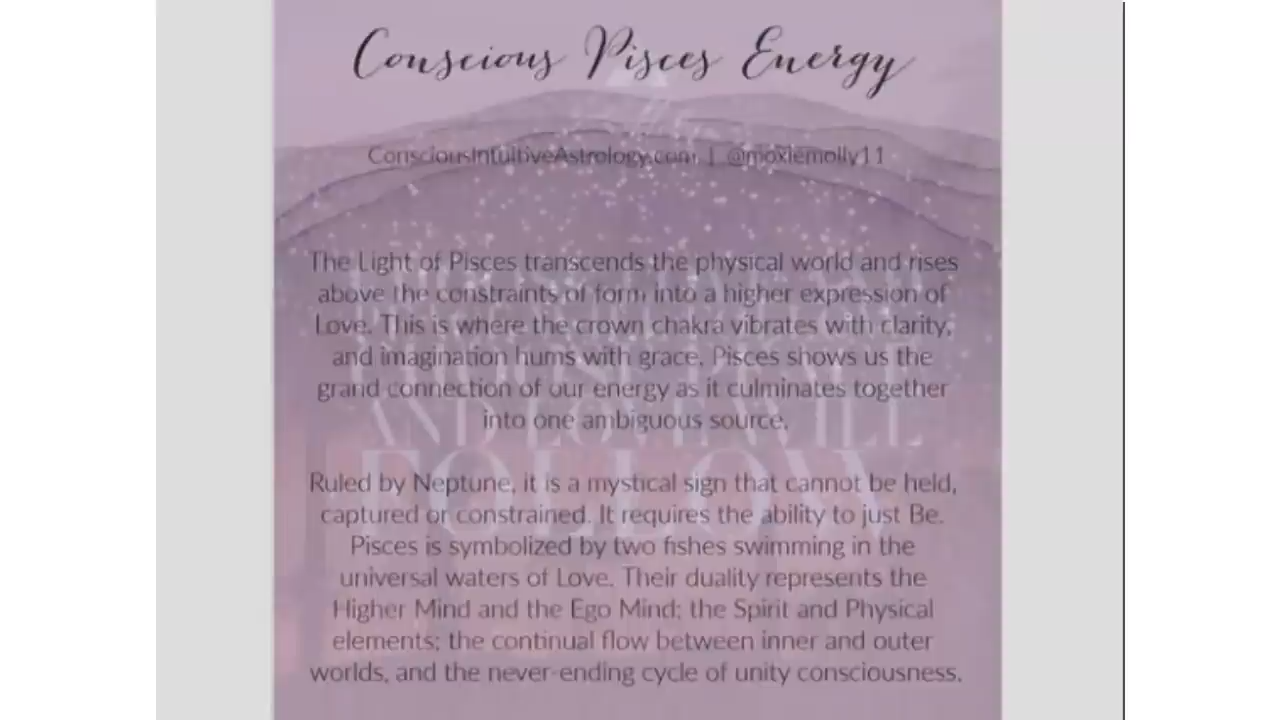 Conscious Pisces Energy
ConsciousIntuitiveAstrology.com | @moxiemolly11
The Light of Pisces transcends the physical world and rises
above the constraints of form into a higher expression of
Love. This is where the crown chakra vibrates with clarity,
and imagination hums with grace. Pisces shows us the
grand connection of our energy as it culminates together
into one ambiguous source.
AND LOVE WILL
FOLLOW
Ruled by Neptune, it is a mystical sign that cannot be held,
captured or constrained. It requires the ability to just Be.
Pisces is symbolized by two fishes swimming in the
universal waters of Love. Their duality represents the
Higher Mind and the Ego Mind; the Spirit and Physical
elements; the continual flow between inner and outer
worlds, and the never-ending cycle of unity consciousness.